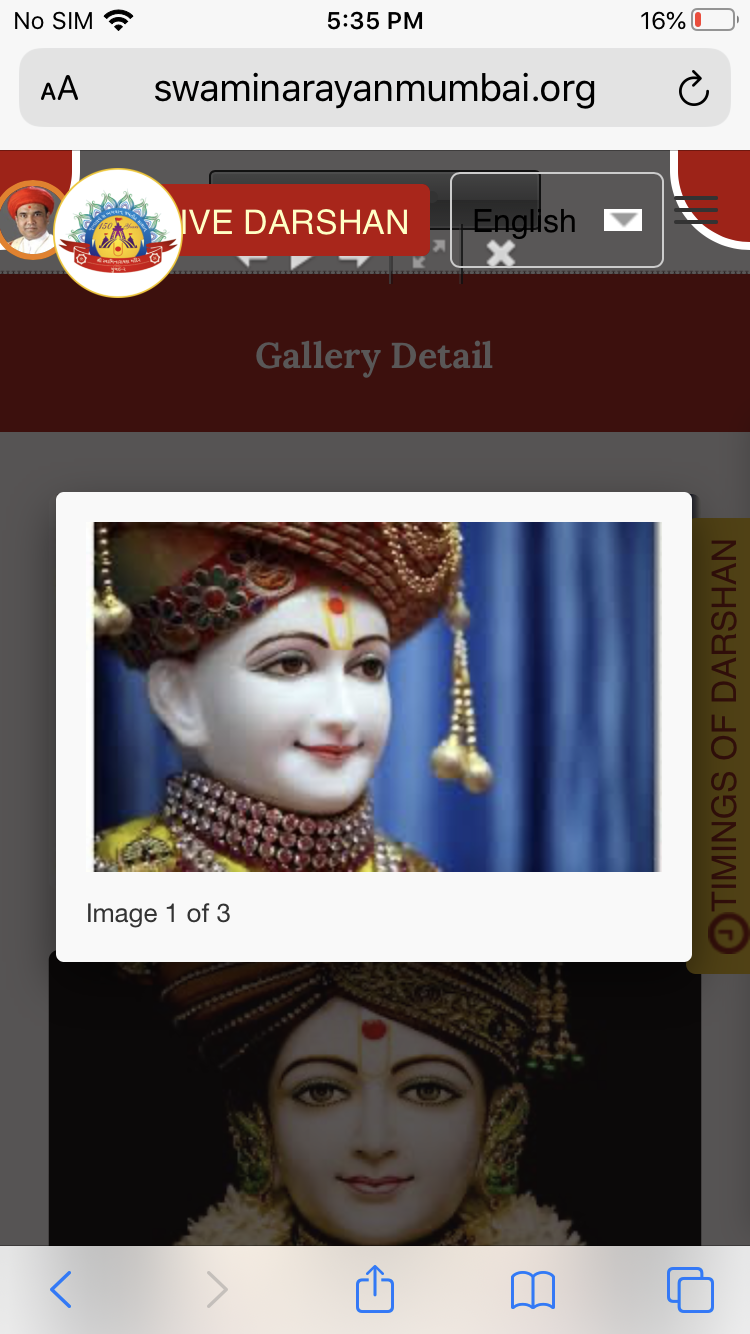 No SIM 5:35 PM 16%
AA swaminarayanmumbai.org
IVE DARSHAN
English
Gallery Detail
TIMINGS OF DARSHAN
Image 1 of 3